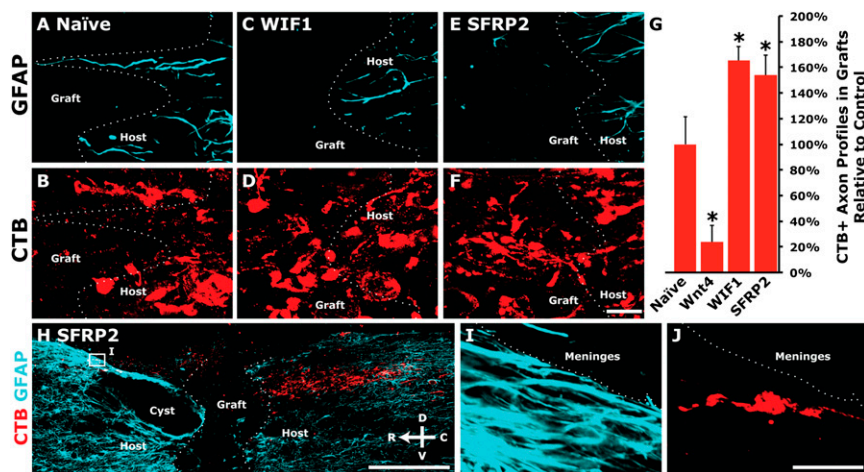 A Naïve
C WIF1
E SFRP2
G
GFAP
Graft
Host
Host
Graft
Graft
Host
B
D
F
CTB
Graft
Host
Host
Graft
Graft
Host
200%
180%
160%
140%
120%
100%
80%
60%
40%
20%
0%
*
*
*
CTB+ Axon Profiles in Grafts
Relative to Control
Naïve
Wnt4
WIF1
SFRP2
H SFRP2
I
CTB GFAP
Cyst
Graft
Host
Host
D
R
C
V
I
Meninges
J
Meninges